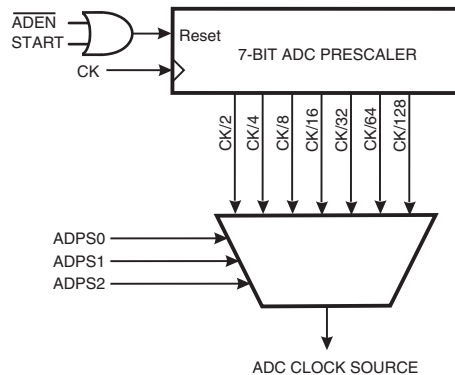 ADEN
START
Reset
7-BIT ADC PRESCALER
CK
CK/2
CK/4
CK/8
CK/16
CK/32
CK/64
CK/128
ADPS0
ADPS1
ADPS2
ADC CLOCK SOURCE